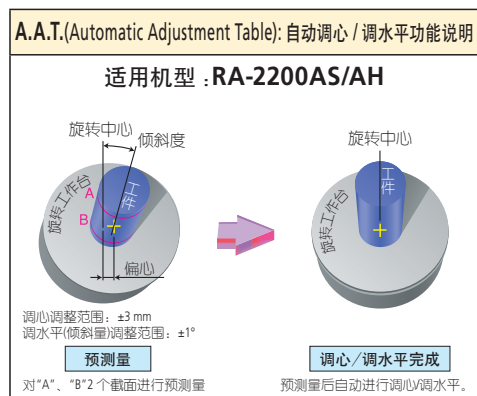 A.A.T.(Automatic Adjustment Table): 自动调心 / 调水平功能说明
适用机型 : RA-2200AS/AH
旋转中心
倾斜度
旋转工作台
工件
A
B
偏心
调心调整范围： ±3 mm
调水平(倾斜量)调整范围： ±1°
预测量
对“A”、“B”2 个截面进行预测量
旋转中心
旋转工作台
工件
调心/调水平完成
预测量后自动进行调心/调水平。